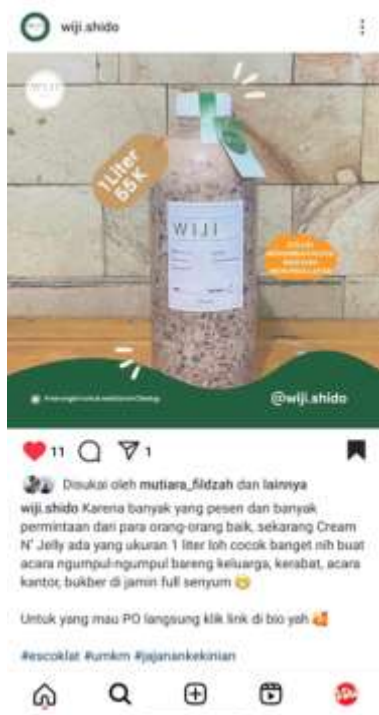 wiji.shido
WIJI
1 Liter
55K
WIJI
@wiji.shido
11
1
Disukai oleh mutiara_fildzah dan lainnya
wiji.shido Karena banyak yang pesen dan banyak
permintaan dari para orang-orang baik, sekarang Cream
N' Jelly ada yang ukuran 1 liter loh cocok banget nih buat
acara ngumpul-ngumpul bareng keluarga, kerabat, acara
kantor, bukber di jamin full senyum
Untuk yang mau PO langsung klik link di bio yah
#escoklat #umkm #jajanankekinian